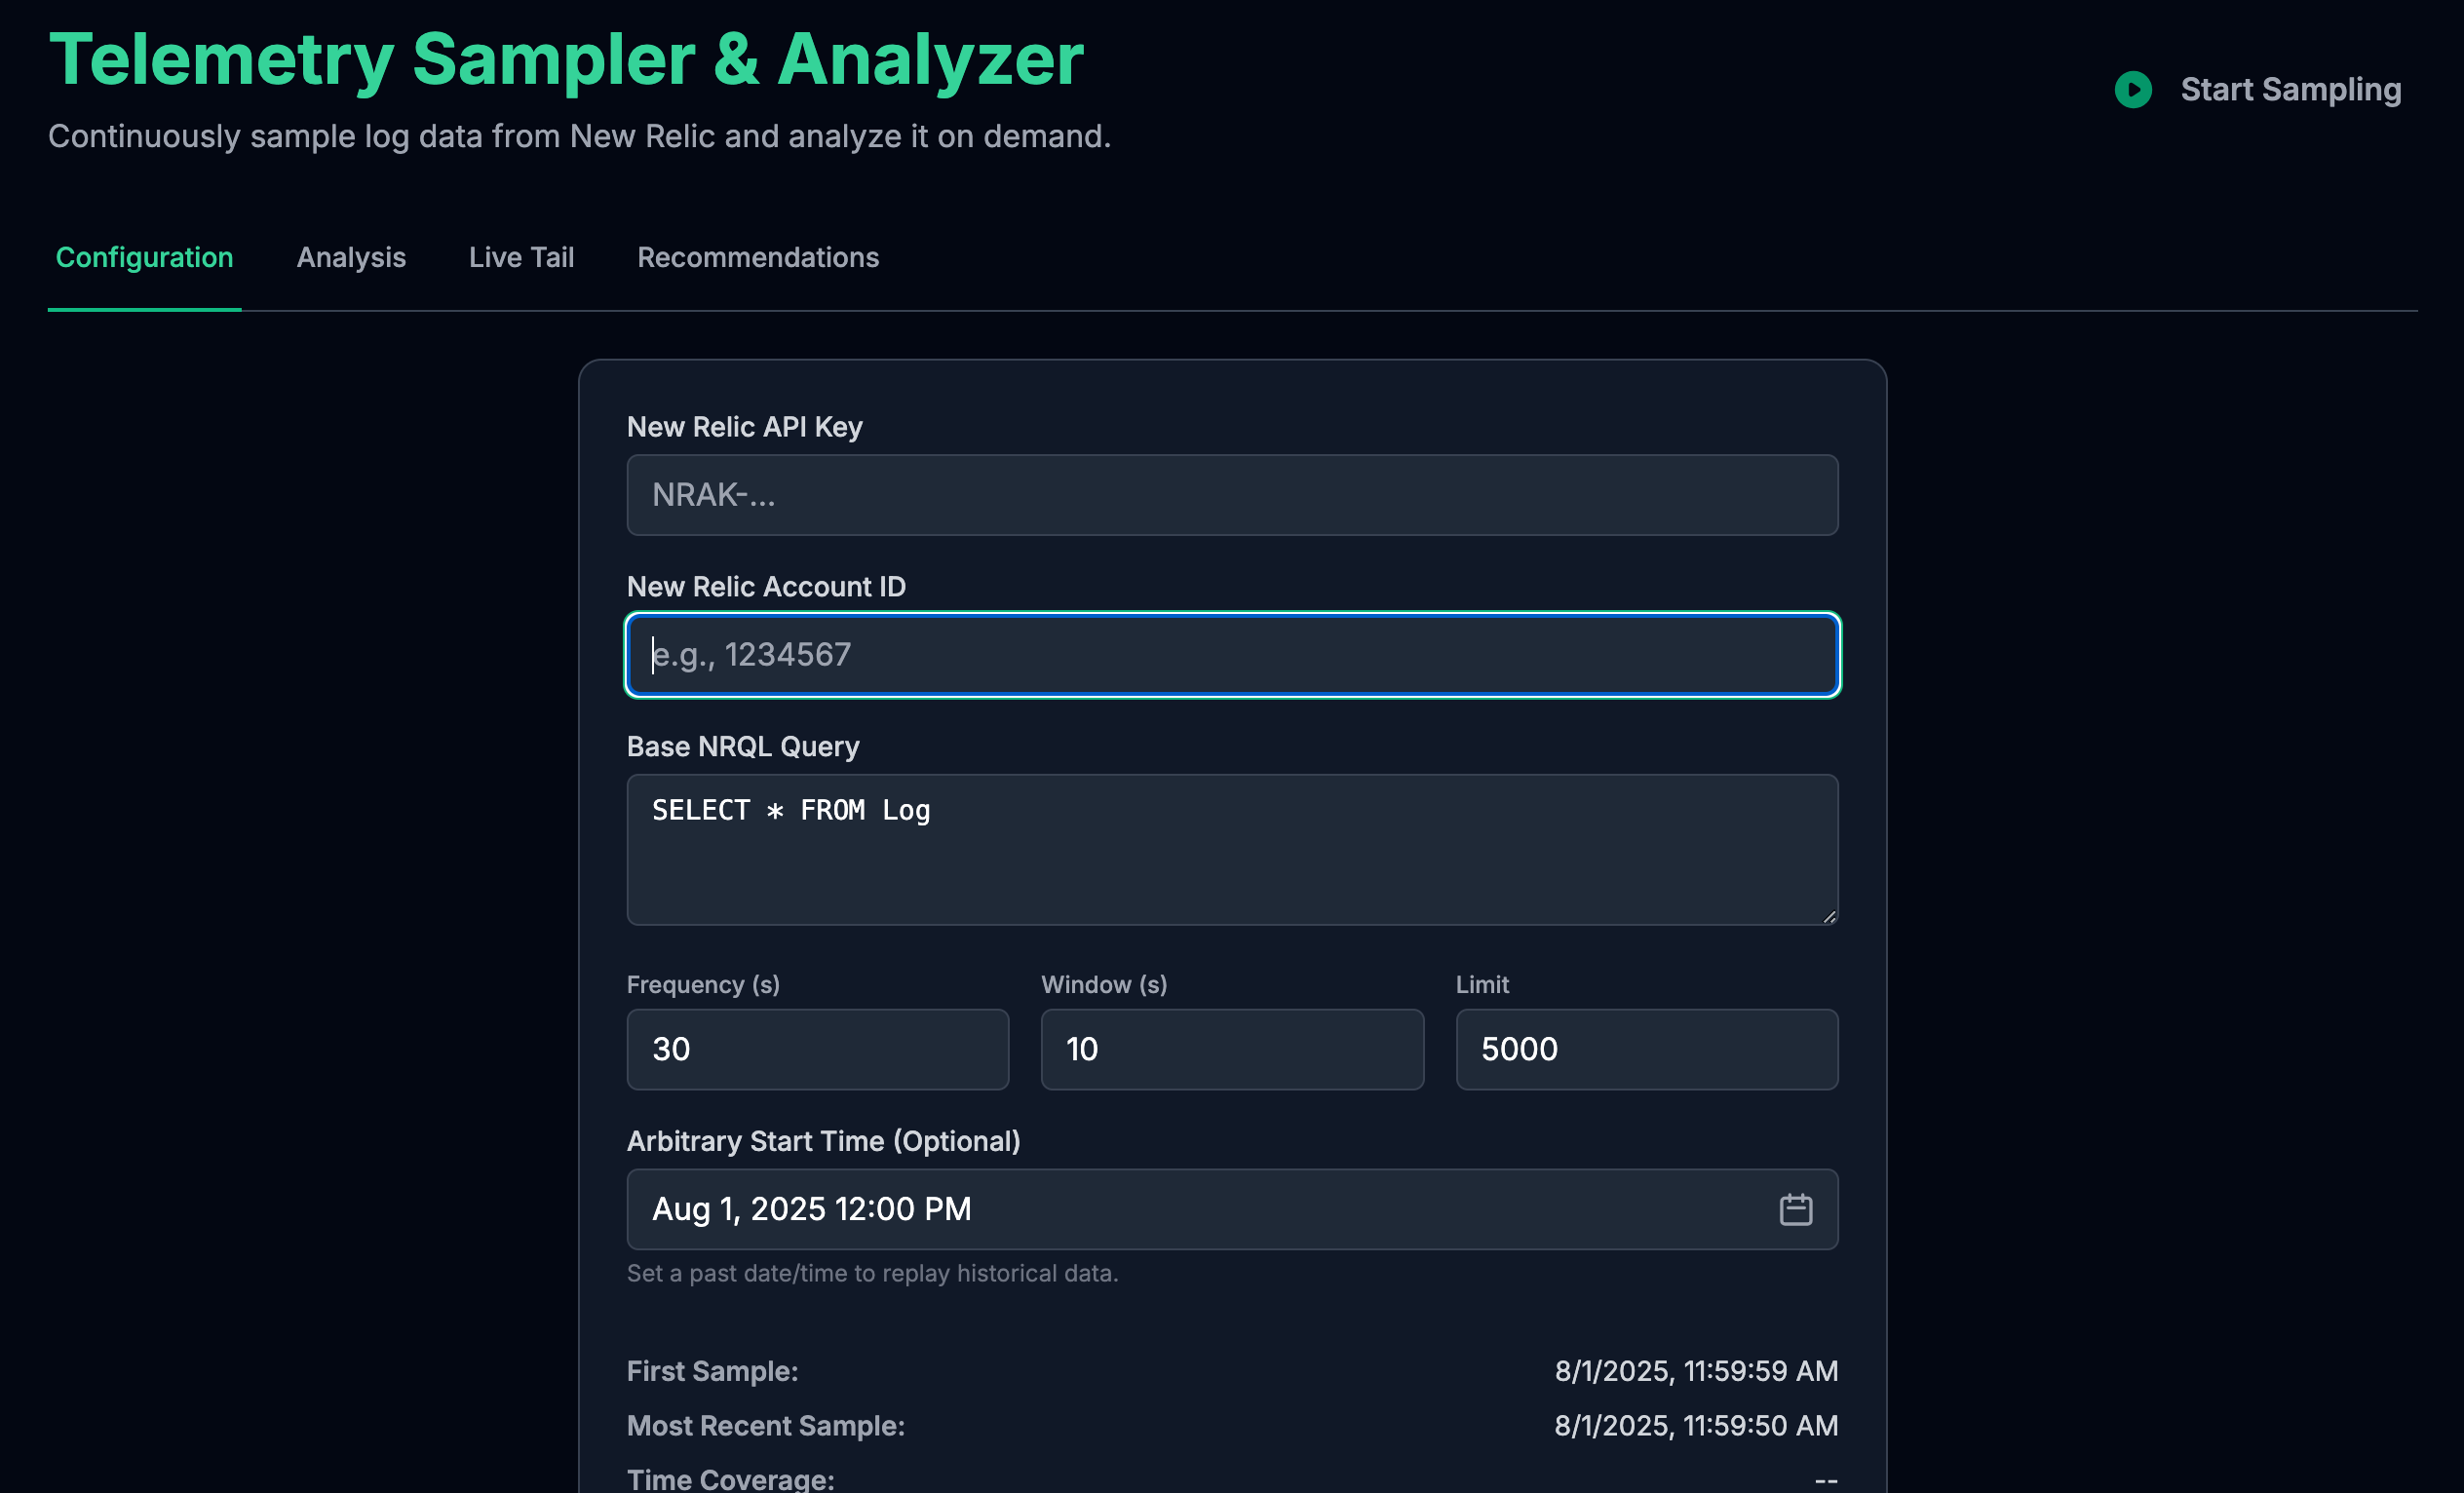 Telemetry Sampler & Analyzer
Start Sampling
Continuously sample log data from New Relic and analyze it on demand.
Configuration Analysis Live Tail Recommendations
New Relic API Key
NRAK-...
New Relic Account ID
e.g., 1234567
Base NRQL Query
SELECT * FROM Log
Frequency (s) Window (s) Limit
30 10 5000
Arbitrary Start Time (Optional)
Aug 1, 2025 12:00 PM
Set a past date/time to replay historical data.
First Sample: 8/1/2025, 11:59:59 AM
Most Recent Sample: 8/1/2025, 11:59:50 AM
Time Coverage: --